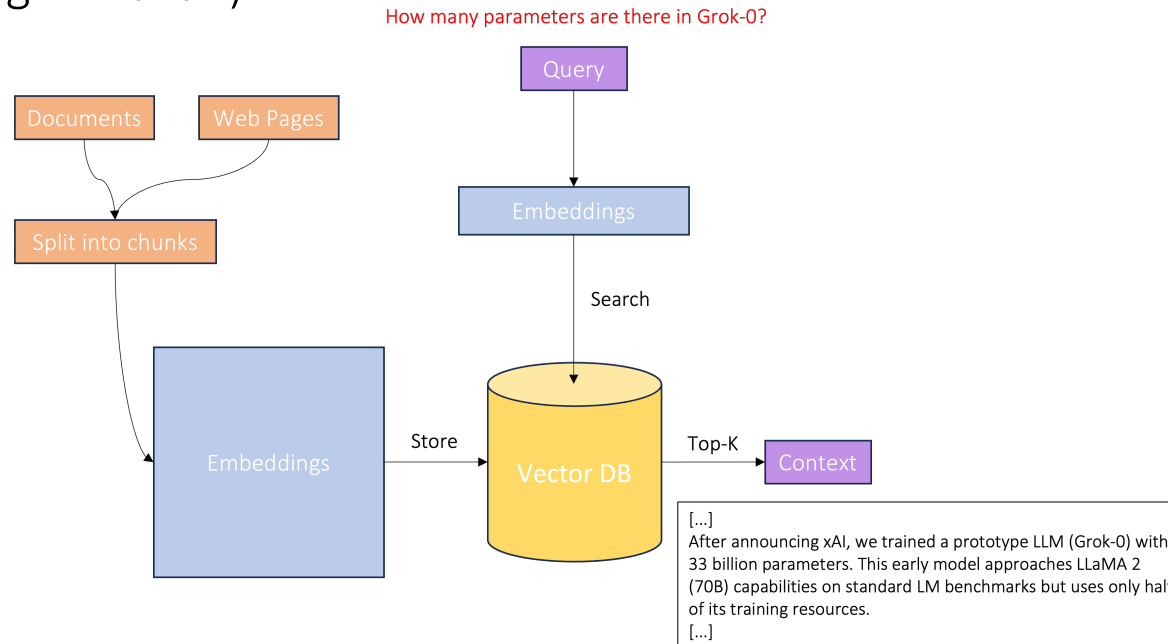 How many parameters are there in Grok-0?
Query
Documents
Web Pages
Embeddings
Split into chunks
Search
Embeddings
Store
Vector DB
Top-K
Context
[...]
After announcing xAI, we trained a prototype LLM (Grok-0) with
33 billion parameters. This early model approaches LLaMA 2
(70B) capabilities on standard LM benchmarks but uses only half
of its training resources.
[...]